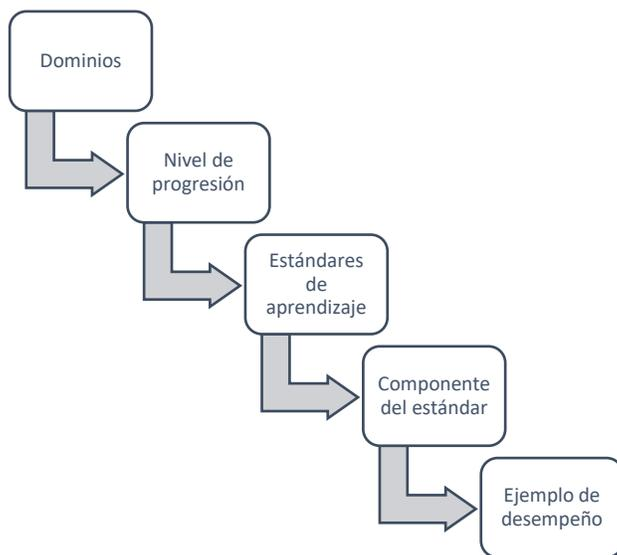 Dominios
Nivel de
progresión
Estándares
de
aprendizaje
Componente
del estándar
Ejemplo de
desempeño